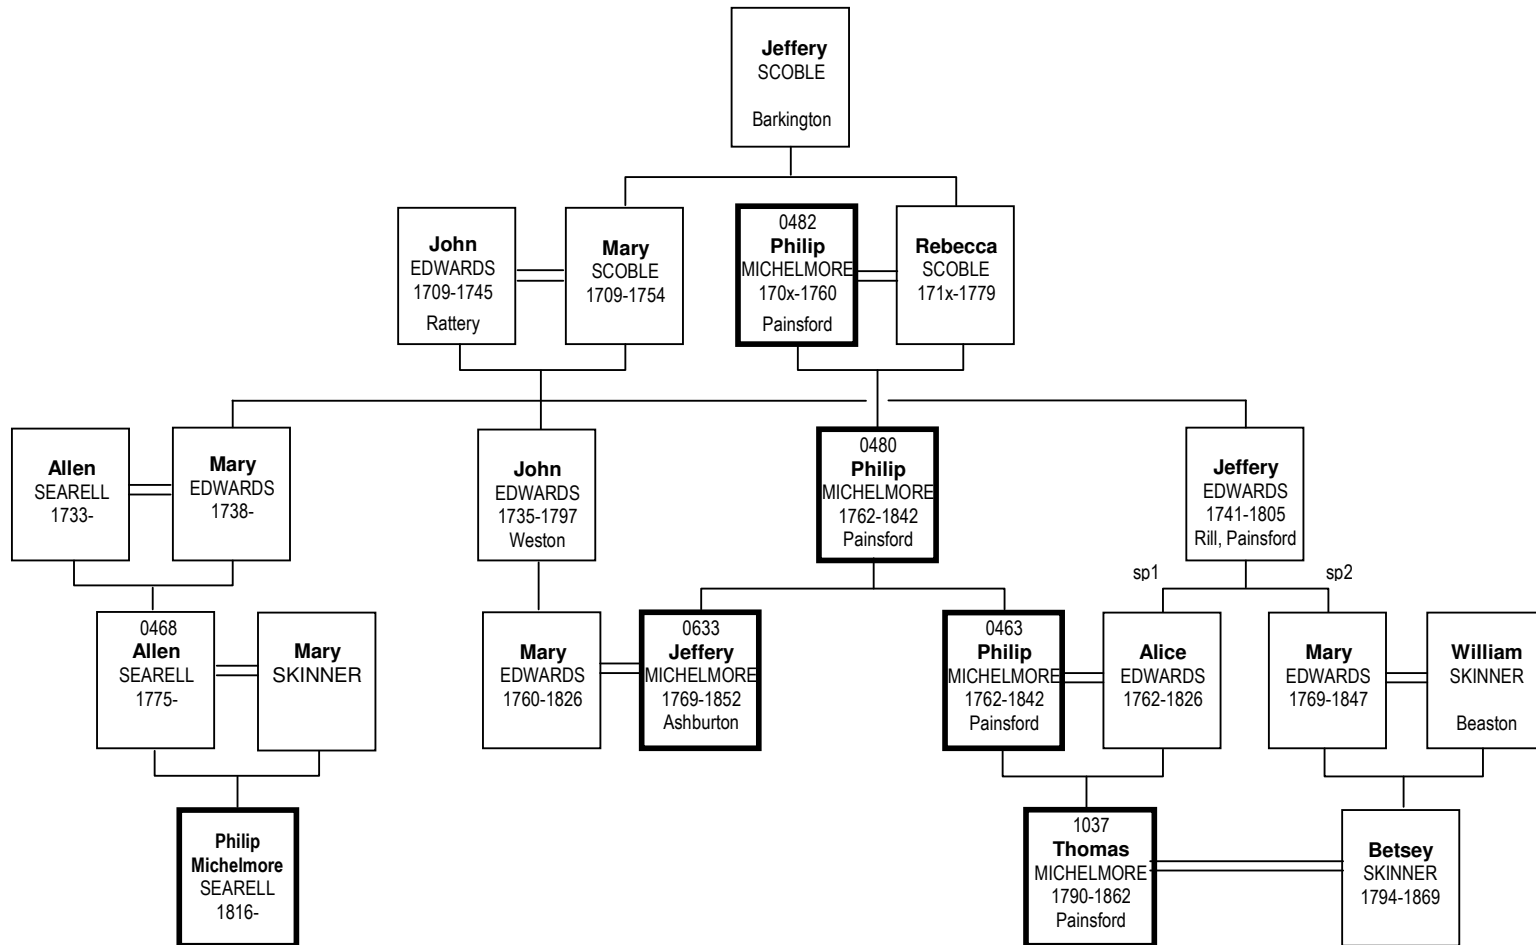 Jeffery
SCOBLE
Barkington
John
EDWARDS
1709-1745
Rattery
Mary
SCOBLE
1709-1754
0482
Philip
MICHELMORE
170x-1760
Painsford
Rebecca
SCOBLE
171x-1779
Allen
SEARELL
1733-
Mary
EDWARDS
1738-
John
EDWARDS
1735-1797
Weston
0480
Philip
MICHELMORE
1762-1842
Painsford
Jeffery
EDWARDS
1741-1805
Rill, Painsford
sp1
sp2
0468
Allen
SEARELL
1775-
Mary
SKINNER
Mary
EDWARDS
1760-1826
0633
Jeffery
MICHELMORE
1769-1852
Ashburton
0463
Philip
MICHELMORE
1762-1842
Painsford
Alice
EDWARDS
1762-1826
Mary
EDWARDS
1769-1847
William
SKINNER
Beaston
Philip
Michelmore
SEARELL
1816-
1037
Thomas
MICHELMORE
1790-1862
Painsford
Betsey
SKINNER
1794-1869